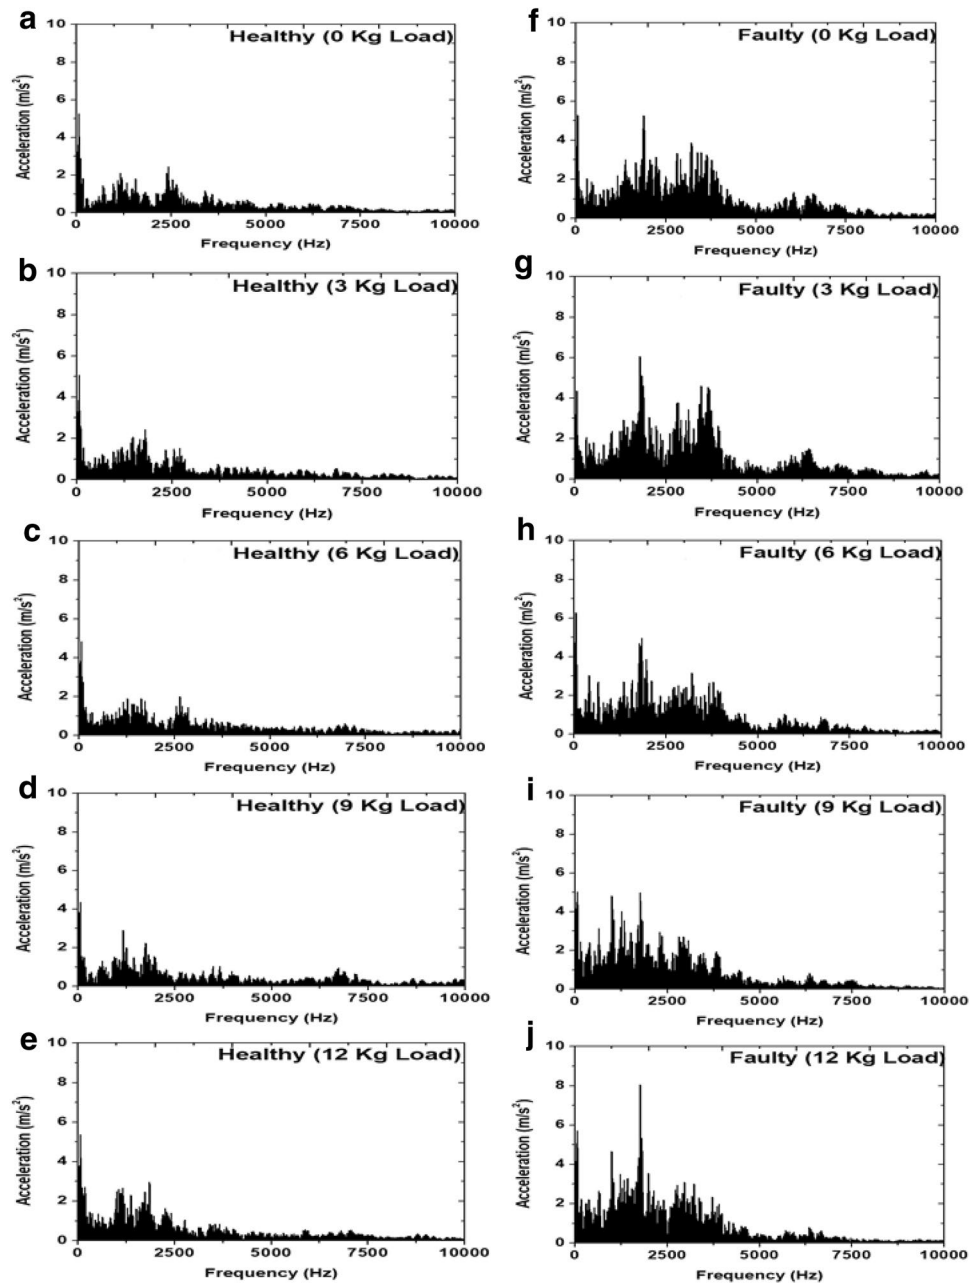 a
10
8
6
4
2
0
Acceleration (m/s²)
Healthy (0 Kg Load)
0 2500 5000 7500 10000
Frequency (Hz)
b
10
8
6
4
2
0
Acceleration (m/s²)
Healthy (3 Kg Load)
0 2500 5000 7500 10000
Frequency (Hz)
c
10
8
6
4
2
0
Acceleration (m/s²)
Healthy (6 Kg Load)
0 2500 5000 7500 10000
Frequency (Hz)
d
10
8
6
4
2
0
Acceleration (m/s²)
Healthy (9 Kg Load)
0 2500 5000 7500 10000
Frequency (Hz)
e
10
8
6
4
2
0
Acceleration (m/s²)
Healthy (12 Kg Load)
0 2500 5000 7500 10000
Frequency (Hz)
f
10
8
6
4
2
0
Acceleration (m/s²)
Faulty (0 Kg Load)
0 2500 5000 7500 10000
Frequency (Hz)
g
10
8
6
4
2
0
Acceleration (m/s²)
Faulty (3 Kg Load)
0 2500 5000 7500 10000
Frequency (Hz)
h
10
8
6
4
2
0
Acceleration (m/s²)
Faulty (6 Kg Load)
0 2500 5000 7500 10000
Frequency (Hz)
i
10
8
6
4
2
0
Acceleration (m/s²)
Faulty (9 Kg Load)
0 2500 5000 7500 10000
Frequency (Hz)
j
10
8
6
4
2
0
Acceleration (m/s²)
Faulty (12 Kg Load)
0 2500 5000 7500 10000
Frequency (Hz)